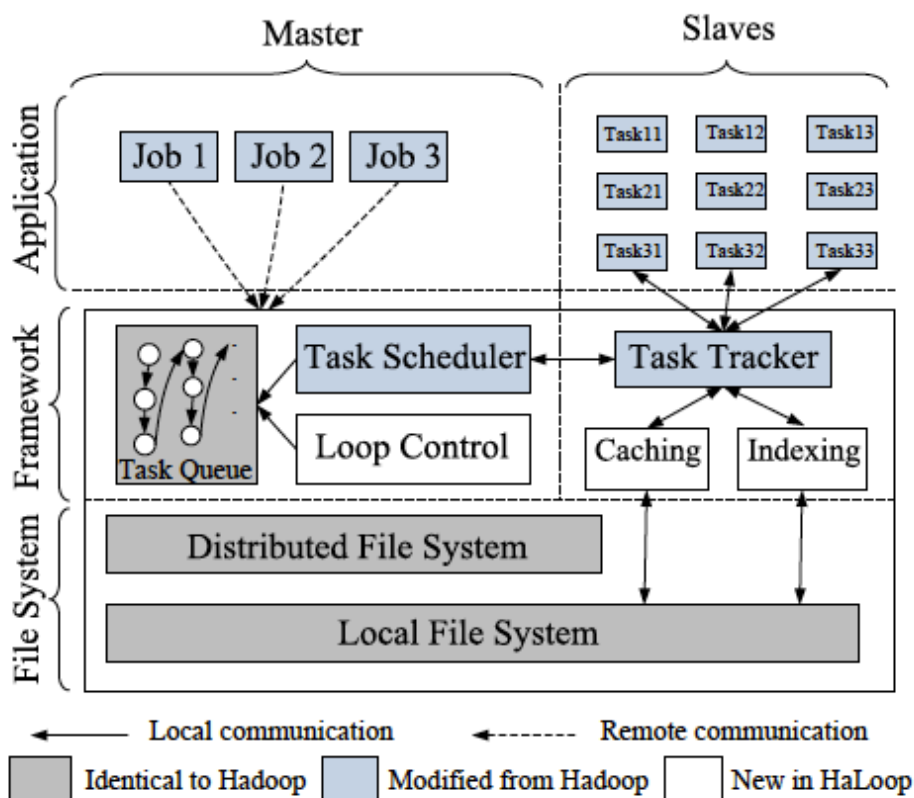 Master
Slaves
Application
Job 1
Job 2
Job 3
Task11
Task12
Task13
Task21
Task22
Task23
Task31
Task32
Task33
Framework
Task Queue
Task Scheduler
Loop Control
Task Tracker
Caching
Indexing
File System
Distributed File System
Local File System
Local communication
Remote communication
Identical to Hadoop
Modified from Hadoop
New in HaLoop